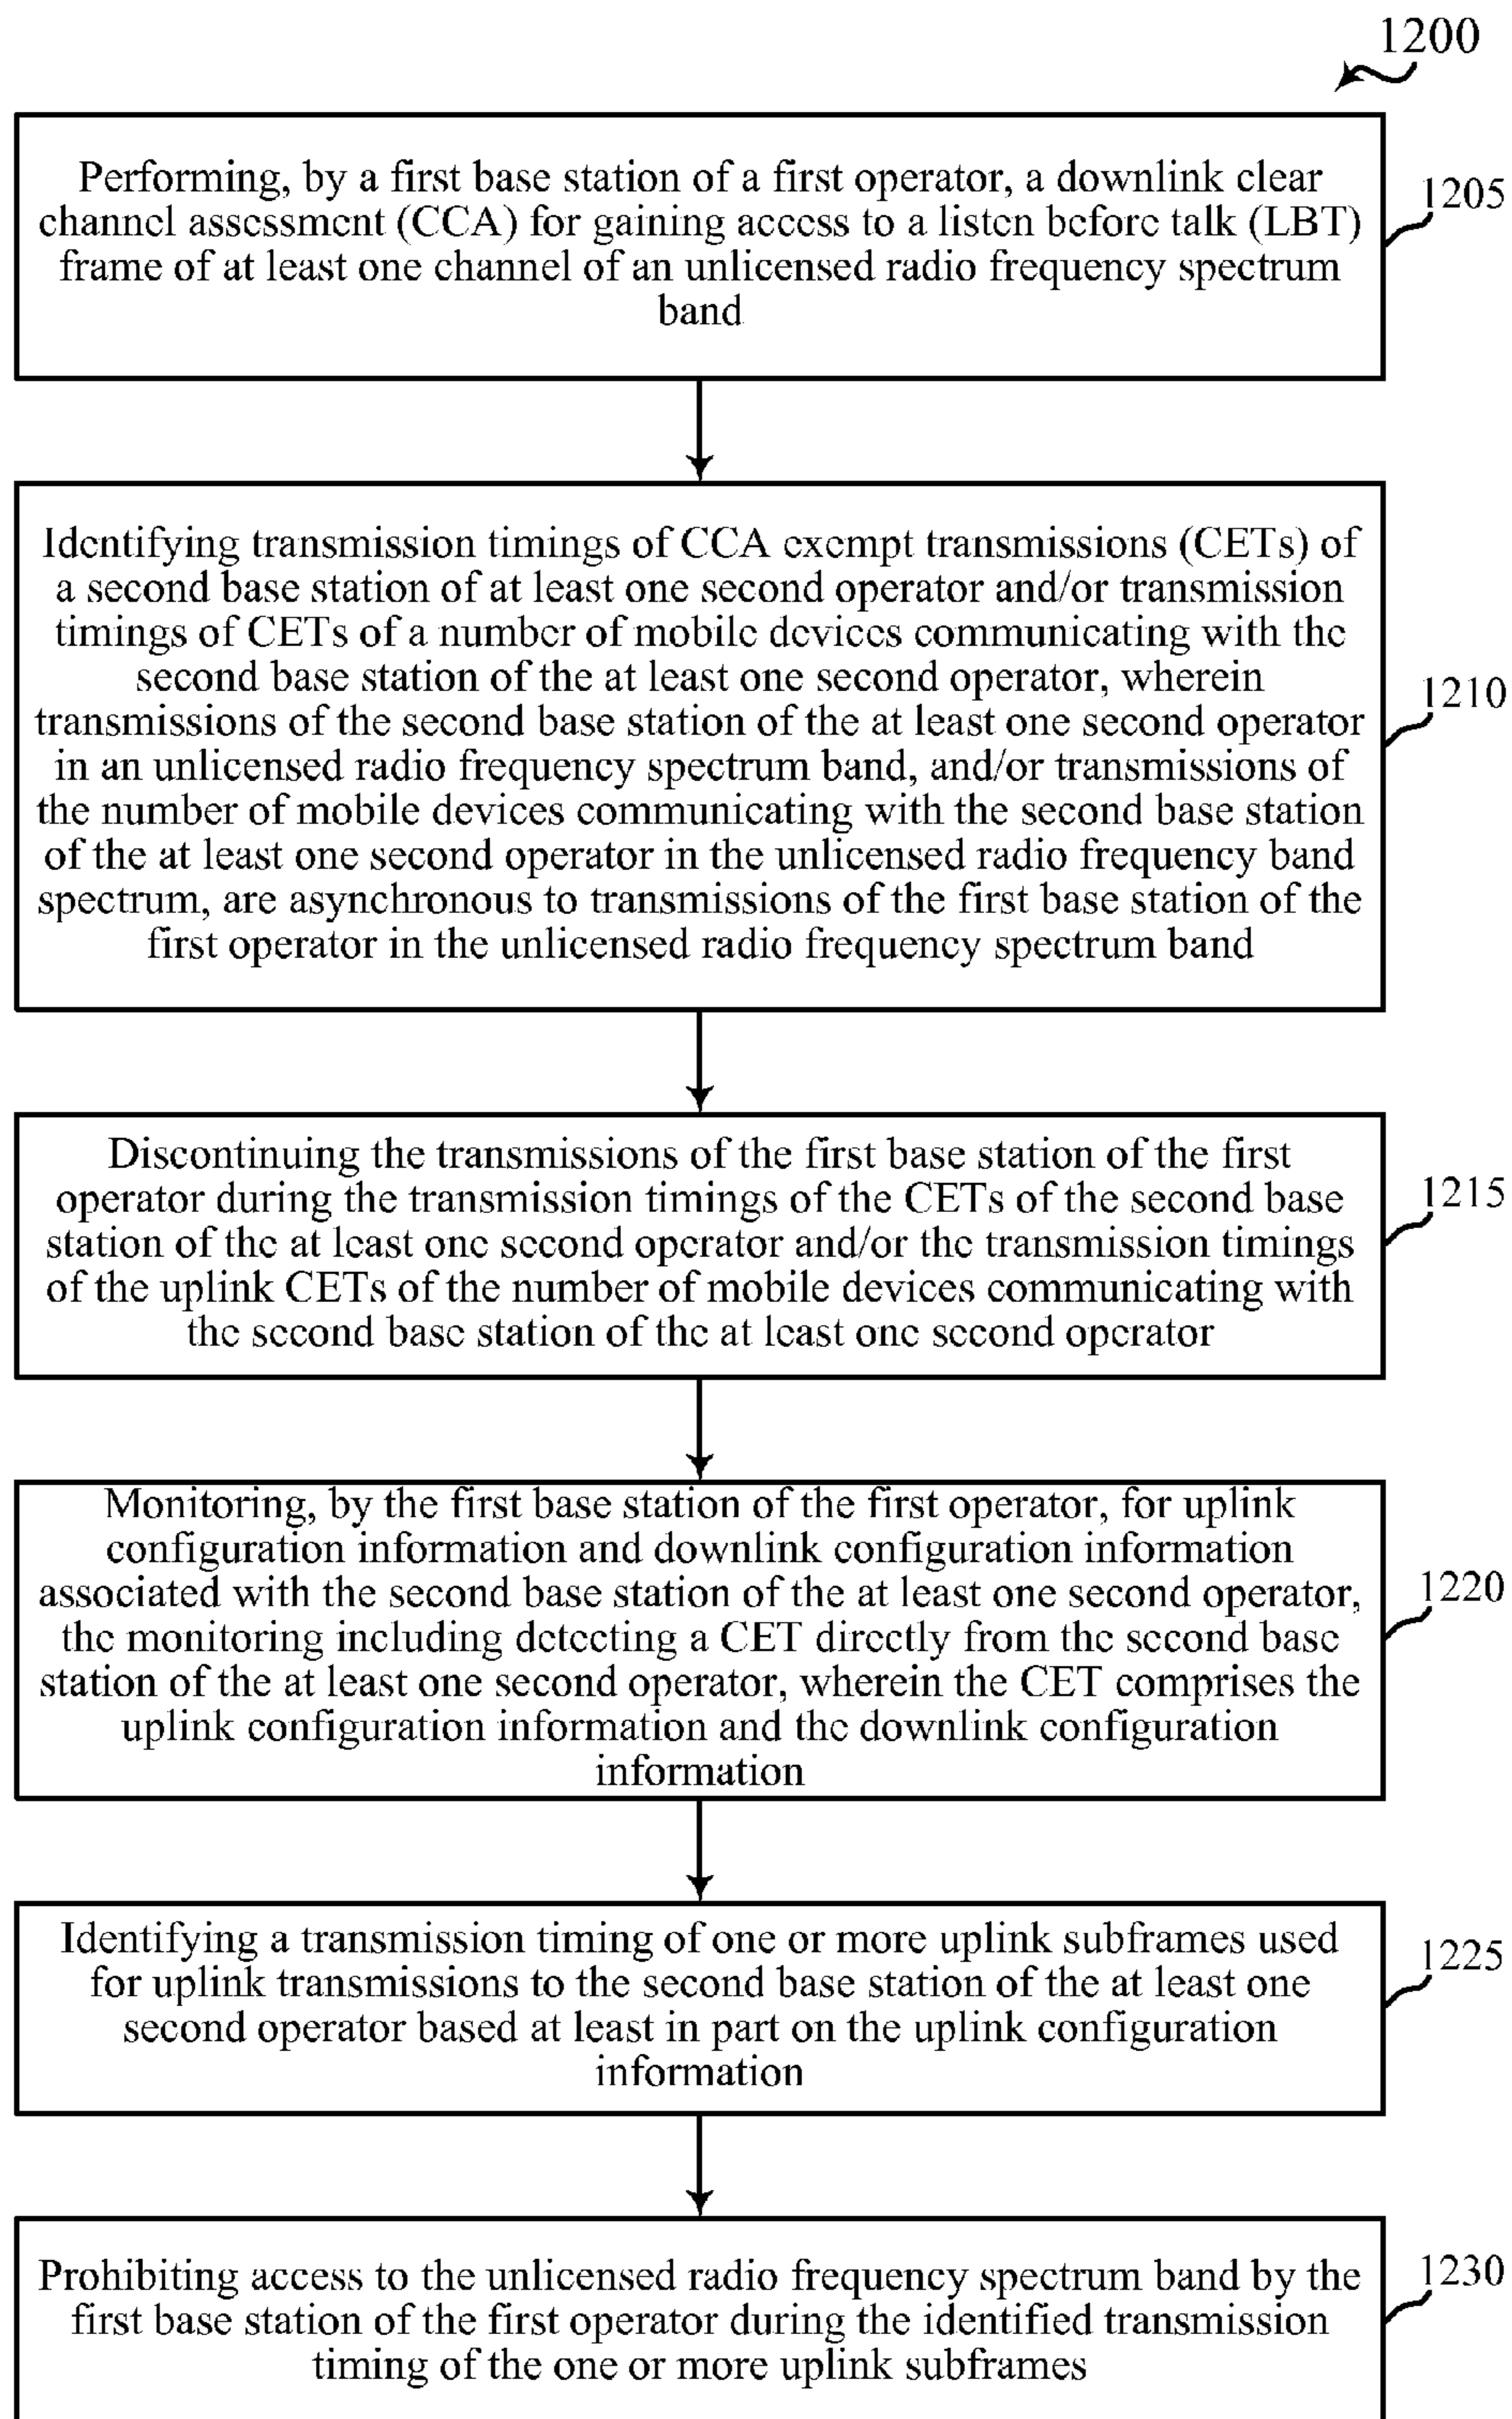 1200
Performing, by a first base station of a first operator, a downlink clear
channel assessment (CCA) for gaining access to a listen before talk (LBT)
frame of at least one channel of an unlicensed radio frequency spectrum
band
1205
Identifying transmission timings of CCA exempt transmissions (CETs) of
a second base station of at least one second operator and/or transmission
timings of CETs of a number of mobile devices communicating with the
second base station of the at least one second operator, wherein
transmissions of the second base station of the at least one second operator
in an unlicensed radio frequency spectrum band, and/or transmissions of
the number of mobile devices communicating with the second base station
of the at least one second operator in the unlicensed radio frequency band
spectrum, are asynchronous to transmissions of the first base station of the
first operator in the unlicensed radio frequency spectrum band
1210
Discontinuing the transmissions of the first base station of the first
operator during the transmission timings of the CETs of the second base
station of the at least one second operator and/or the transmission timings
of the uplink CETs of the number of mobile devices communicating with
the second base station of the at least one second operator
1215
Monitoring, by the first base station of the first operator, for uplink
configuration information and downlink configuration information
associated with the second base station of the at least one second operator,
the monitoring including detecting a CET directly from the second base
station of the at least one second operator, wherein the CET comprises the
uplink configuration information and the downlink configuration
information
1220
Identifying a transmission timing of one or more uplink subframes used
for uplink transmissions to the second base station of the at least one
second operator based at least in part on the uplink configuration
information
1225
Prohibiting access to the unlicensed radio frequency spectrum band by the
first base station of the first operator during the identified transmission
timing of the one or more uplink subframes
1230